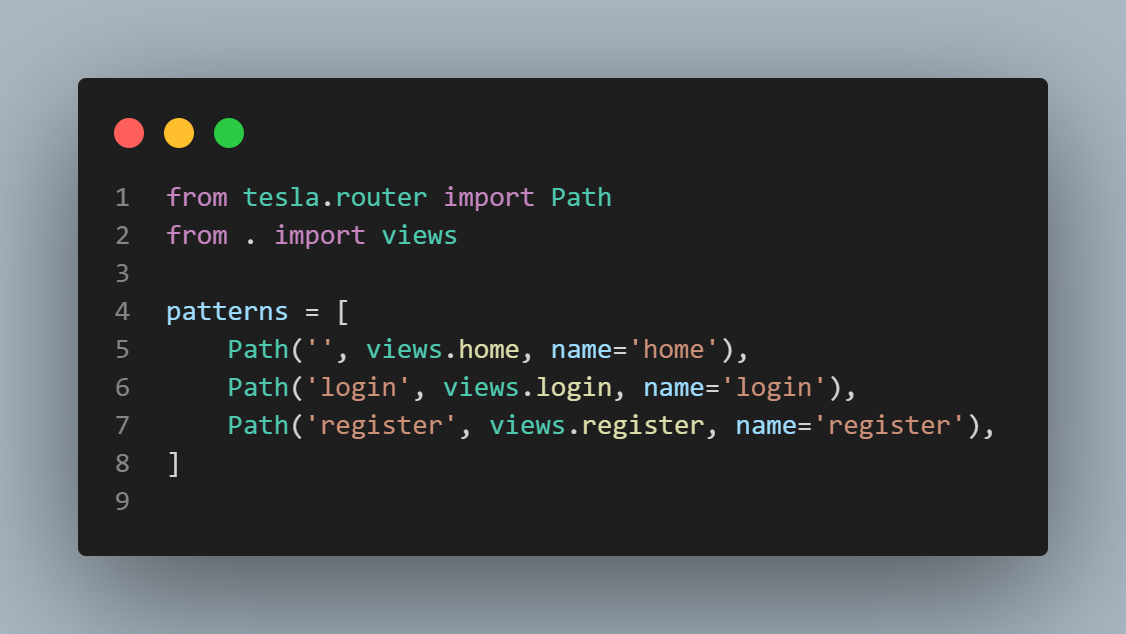 1 from tesla.router import Path
2 from . import views
3
4 patterns = [
5     Path('', views.home, name='home'),
6     Path('login', views.login, name='login'),
7     Path('register', views.register, name='register'),
8 ]
9